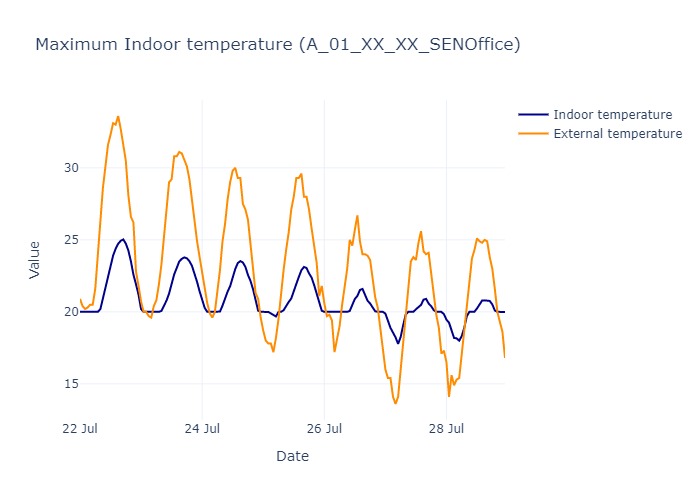 Maximum Indoor temperature (A_01_XX_XX_SENOffice)
Indoor temperature
External temperature
30
25
20
15
Value
22 Jul
24 Jul
26 Jul
28 Jul
Date